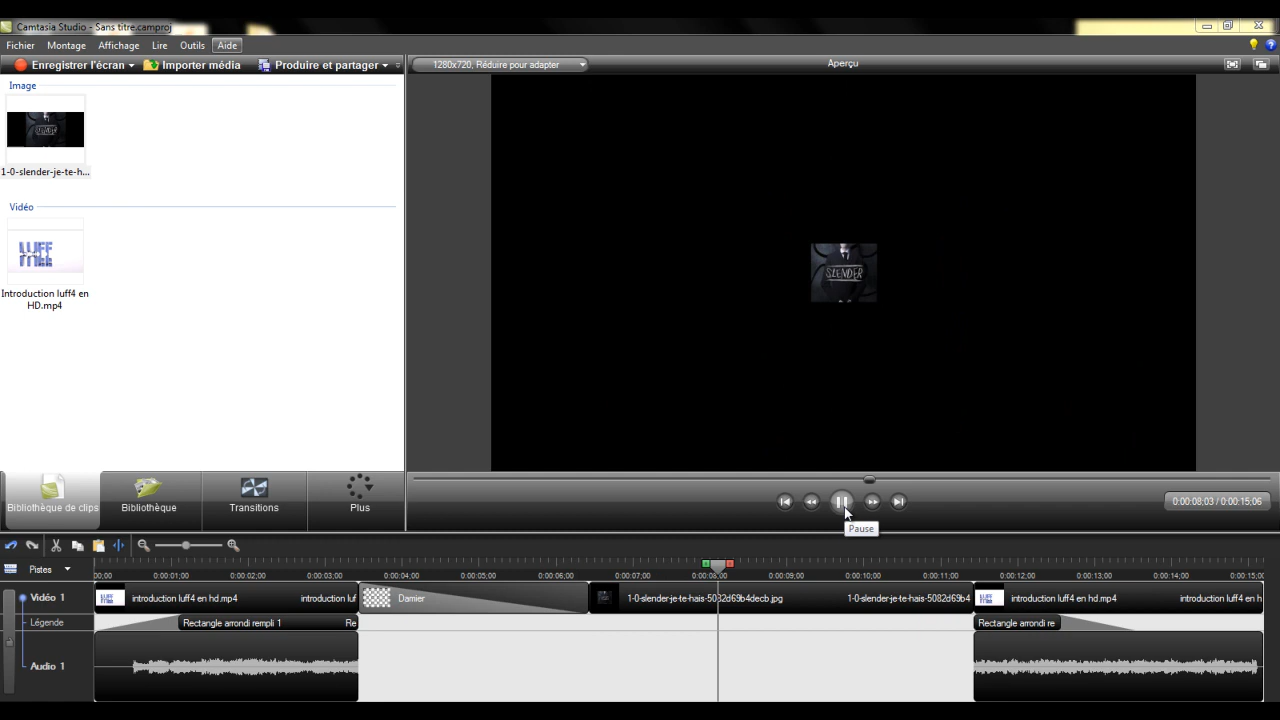 Camtasia Studio - Sans titre.camproj
Fichier Montage Affichage Lire Outils Aide
Enregistrer l'écran Importer média Produire et partager
1280x720, Réduire pour adapter
Aperçu
Image
1-0-slender-je-te-h...
Vidéo
LUFF
Introduction luff4 en
HD.mp4
SLENDER
Bibliothèque de clips Bibliothèque Transitions Plus
0:00:08;03 / 0:00:15;06
Pause
Pistes
00;00 0:00:01;00 0:00:02;00 0:00:03;00 0:00:04;00 0:00:05;00 0:00:06;00 0:00:07;00 0:00:08;00 0:00:09;00 0:00:10;00 0:00:11;00 0:00:12;00 0:00:13;00 0:00:14;00 0:00:15;0
Vidéo 1 introduction luff4 en hd.mp4 introduction luf Damier 1-0-slender-je-te-hais-5082d69b4decb.jpg 1-0-slender-je-te-hais-5082d69b4 introduction luff4 en hd.mp4 introduction luff4 en h
Légende Rectangle arrondi rempli 1 Re Rectangle arrondi re
Audio 1